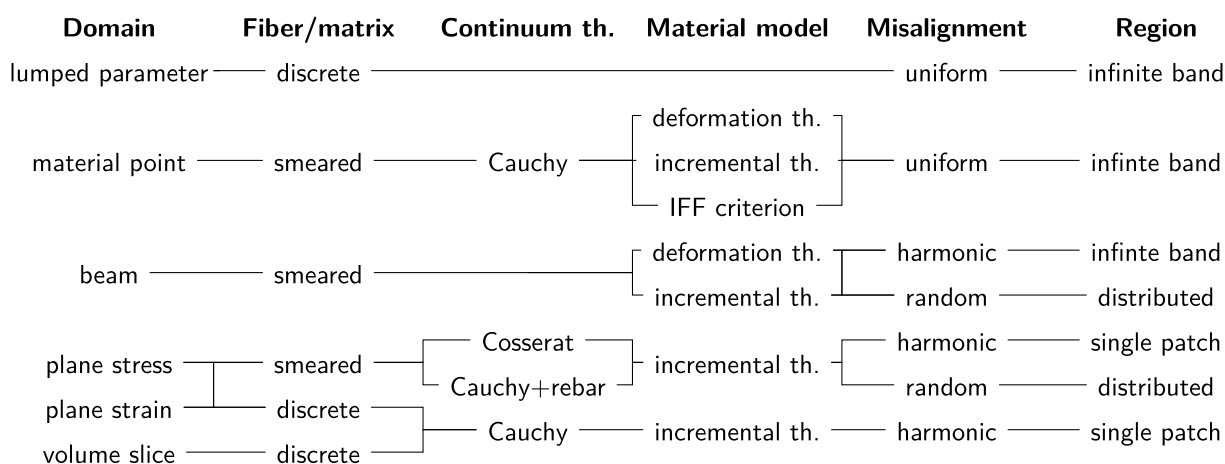 Domain Fiber/matrix Continuum th. Material model Misalignment Region
lumped parameter discrete uniform infinite band
deformation th.
material point smeared Cauchy incremental th. uniform infinte band
IFF criterion
deformation th. harmonic infinte band
beam smeared
incremental th. random distributed
Cosserat harmonic single patch
plane stress smeared incremental th.
Cauchy+rebar random distributed
plane strain discrete
Cauchy incremental th. harmonic single patch
volume slice discrete